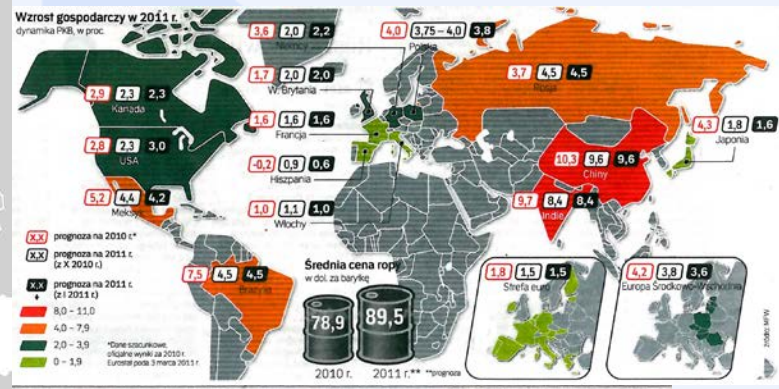 Wzrost gospodarczy w 2011 r.
dynamika PKB, w proc.
3,6 2,0 2,2
Niemcy
4,0 3,75 – 4,0 3,8
Polska
1,7 2,0 2,0
W. Brytania
3,7 4,5 4,5
Rosja
2,9 2,3 2,3
Kanada
1,6 1,6 1,6
Francja
4,3 1,8 1,6
Japonia
2,8 2,3 3,0
USA
-0,2 0,9 0,6
Hiszpania
10,3 9,6 9,6
Chiny
5,2 4,4 4,2
Meksyk
1,0 1,1 1,0
Włochy
9,7 8,4 8,4
Indie
X,X prognoza na 2010 r.*
X,X prognoza na 2011 r.
(z X 2010 r.)
X,X prognoza na 2011 r.
(z I 2011 r.)
8,0 – 11,0
4,0 – 7,9
2,0 – 3,9
0 – 1,9
7,5 4,5 4,5
Brazylia
*Dane szacunkowe,
oficjalne wyniki za 2010 r.
Eurostat poda 3 marca 2011 r.
Średnia cena ropy
w dol. za baryłkę
78,9 89,5
2010 r. 2011 r.** **prognoza
1,8 1,5 1,5
Strefa euro
4,2 3,8 3,6
Europa Środkowo-Wschodnia
źródło: MFW